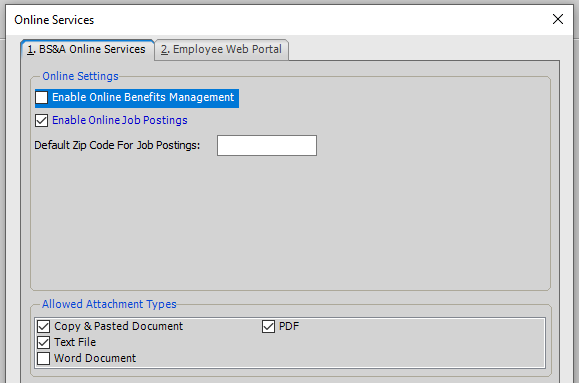 Online Services
1. BS&A Online Services 2. Employee Web Portal
Online Settings
Enable Online Benefits Management
Enable Online Job Postings
Default Zip Code For Job Postings:
Allowed Attachment Types
Copy & Pasted Document PDF
Text File
Word Document